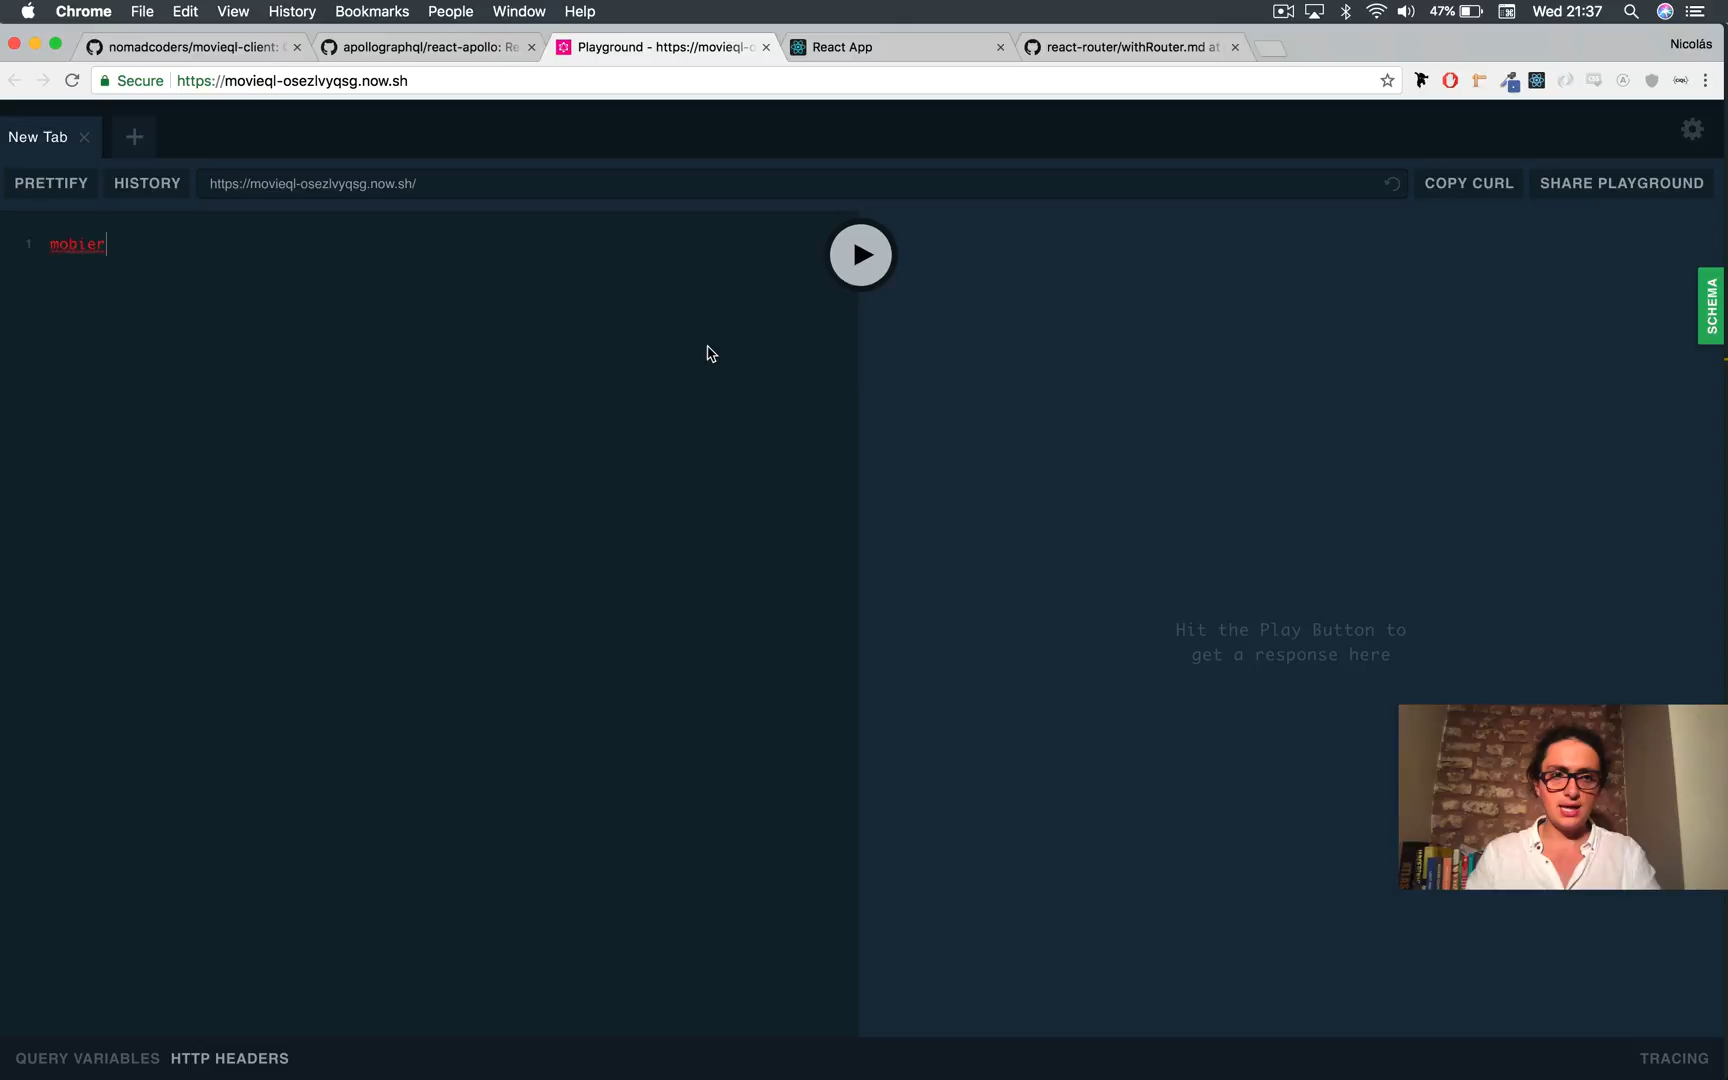 Chrome File Edit View History Bookmarks People Window Help 47% Wed 21:37
nomadcoders/movieql-client: apollographql/react-apollo: Re Playground - https://movieql-o React App react-router/withRouter.md at Nicolás
Secure https://movieql-osezlvyqsg.now.sh
New Tab
PRETTIFY HISTORY https://movieql-osezlvyqsg.now.sh/ COPY CURL SHARE PLAYGROUND
1 mobier
SCHEMA
Hit the Play Button to
get a response here
QUERY VARIABLES HTTP HEADERS TRACING